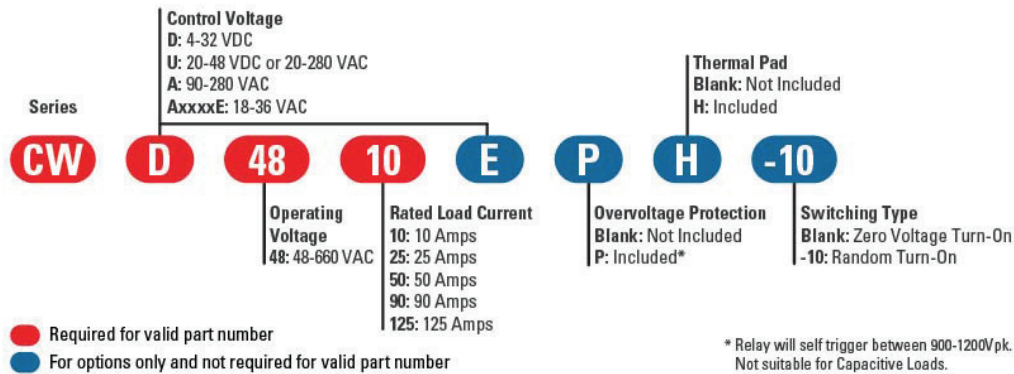 Control Voltage
D: 4-32 VDC
U: 20-48 VDC or 20-280 VAC
A: 90-280 VAC
AxxxxE: 18-36 VAC
Thermal Pad
Blank: Not Included
H: Included
Series
CW D 48 10 E P H -10
Operating
Voltage
48: 48-660 VAC
Rated Load Current
10: 10 Amps
25: 25 Amps
50: 50 Amps
90: 90 Amps
125: 125 Amps
Overvoltage Protection
Blank: Not Included
P: Included*
Switching Type
Blank: Zero Voltage Turn-On
-10: Random Turn-On
Required for valid part number
For options only and not required for valid part number
* Relay will self trigger between 900-1200Vpk.
Not suitable for Capacitive Loads.